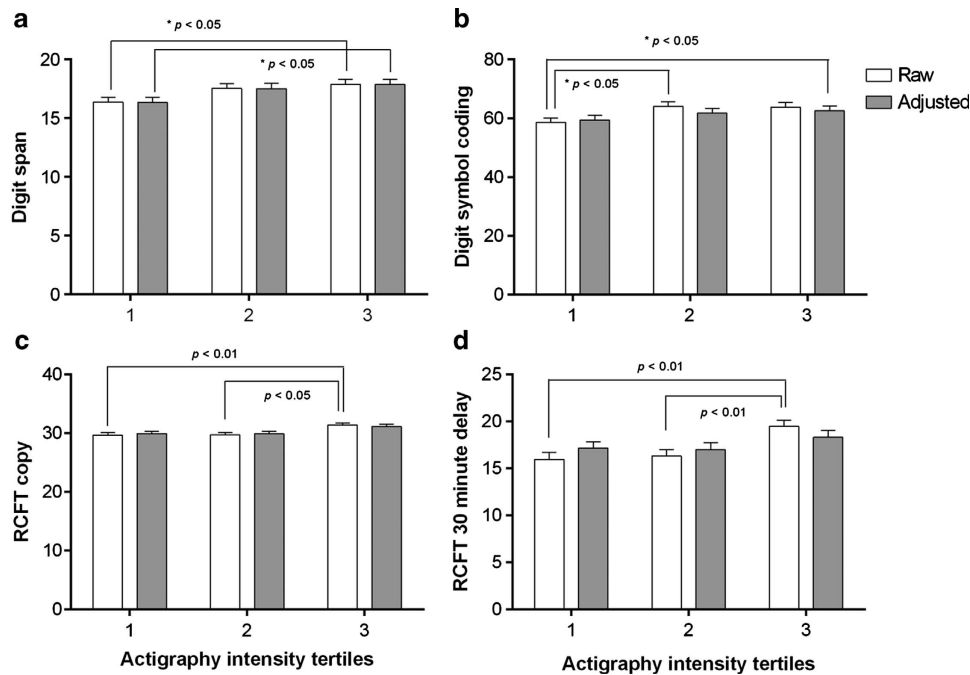 a
* p < 0.05
* p < 0.05
Digit span
20
15
10
5
0
1 2 3
b
* p < 0.05
* p < 0.05
Raw
Adjusted
Digit symbol coding
80
60
40
20
0
1 2 3
c
p < 0.01
p < 0.05
RCFT copy
40
30
20
10
0
1 2 3
Actigraphy intensity tertiles
d
p < 0.01
p < 0.01
RCFT 30 minute delay
25
20
15
10
5
0
1 2 3
Actigraphy intensity tertiles